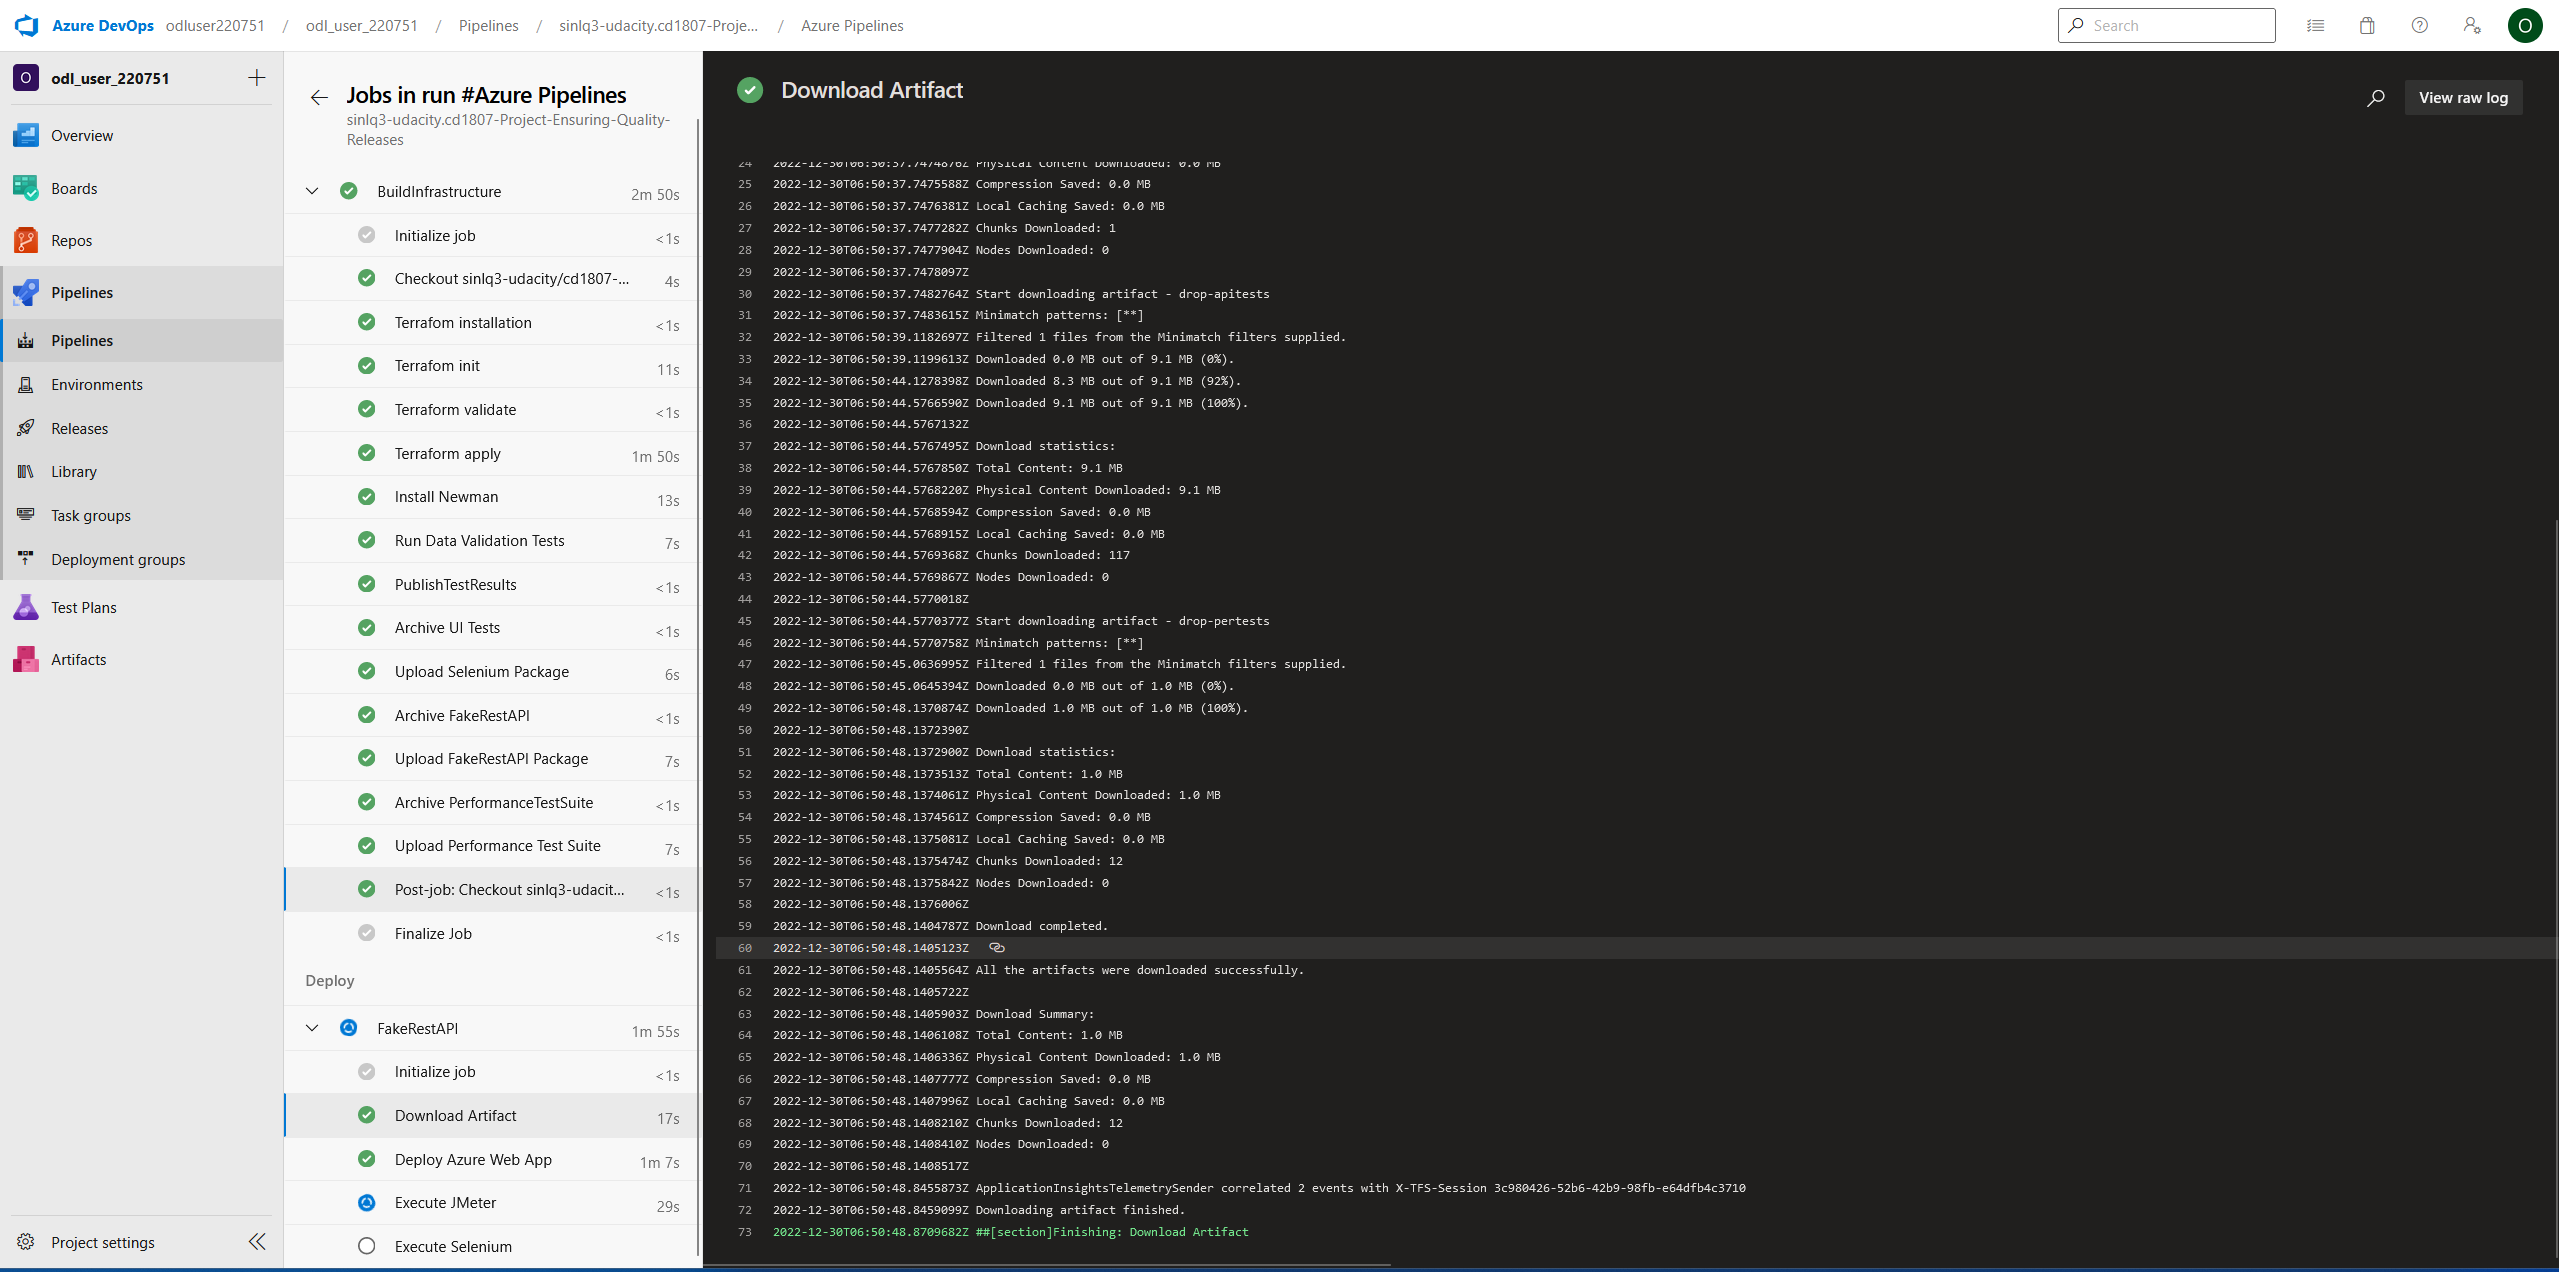 Azure DevOps odluser220751 / odl_user_220751 / Pipelines / sinlq3-udacity.cd1807-Proje... / Azure Pipelines
Search
O
O odl_user_220751
Overview
Boards
Repos
Pipelines
Pipelines
Environments
Releases
Library
Task groups
Deployment groups
Test Plans
Artifacts
Project settings
Jobs in run #Azure Pipelines
sinlq3-udacity.cd1807-Project-Ensuring-Quality-
Releases
BuildInfrastructure 2m 50s
Initialize job <1s
Checkout sinlq3-udacity/cd1807-... 4s
Terrafom installation <1s
Terrafom init 11s
Terraform validate <1s
Terraform apply 1m 50s
Install Newman 13s
Run Data Validation Tests 7s
PublishTestResults <1s
Archive UI Tests <1s
Upload Selenium Package 6s
Archive FakeRestAPI <1s
Upload FakeRestAPI Package 7s
Archive PerformanceTestSuite <1s
Upload Performance Test Suite 7s
Post-job: Checkout sinlq3-udacit... <1s
Finalize Job <1s
Deploy
FakeRestAPI 1m 55s
Initialize job <1s
Download Artifact 17s
Deploy Azure Web App 1m 7s
Execute JMeter 29s
Execute Selenium
Download Artifact
View raw log
24 2022-12-30T06:50:37.7474876Z Physical Content Downloaded: 0.0 MB
25 2022-12-30T06:50:37.7475588Z Compression Saved: 0.0 MB
26 2022-12-30T06:50:37.7476381Z Local Caching Saved: 0.0 MB
27 2022-12-30T06:50:37.7477282Z Chunks Downloaded: 1
28 2022-12-30T06:50:37.7477904Z Nodes Downloaded: 0
29 2022-12-30T06:50:37.7478097Z
30 2022-12-30T06:50:37.7482764Z Start downloading artifact - drop-apitests
31 2022-12-30T06:50:37.7483615Z Minimatch patterns: [**]
32 2022-12-30T06:50:39.1182697Z Filtered 1 files from the Minimatch filters supplied.
33 2022-12-30T06:50:39.1199613Z Downloaded 0.0 MB out of 9.1 MB (0%).
34 2022-12-30T06:50:44.1278398Z Downloaded 8.3 MB out of 9.1 MB (92%).
35 2022-12-30T06:50:44.5766590Z Downloaded 9.1 MB out of 9.1 MB (100%).
36 2022-12-30T06:50:44.5767132Z
37 2022-12-30T06:50:44.5767495Z Download statistics:
38 2022-12-30T06:50:44.5767850Z Total Content: 9.1 MB
39 2022-12-30T06:50:44.5768220Z Physical Content Downloaded: 9.1 MB
40 2022-12-30T06:50:44.5768594Z Compression Saved: 0.0 MB
41 2022-12-30T06:50:44.5768915Z Local Caching Saved: 0.0 MB
42 2022-12-30T06:50:44.5769368Z Chunks Downloaded: 117
43 2022-12-30T06:50:44.5769867Z Nodes Downloaded: 0
44 2022-12-30T06:50:44.5770018Z
45 2022-12-30T06:50:44.5770377Z Start downloading artifact - drop-pertests
46 2022-12-30T06:50:44.5770758Z Minimatch patterns: [**]
47 2022-12-30T06:50:45.0636995Z Filtered 1 files from the Minimatch filters supplied.
48 2022-12-30T06:50:45.0645394Z Downloaded 0.0 MB out of 1.0 MB (0%).
49 2022-12-30T06:50:48.1370874Z Downloaded 1.0 MB out of 1.0 MB (100%).
50 2022-12-30T06:50:48.1372390Z
51 2022-12-30T06:50:48.1372900Z Download statistics:
52 2022-12-30T06:50:48.1373513Z Total Content: 1.0 MB
53 2022-12-30T06:50:48.1374061Z Physical Content Downloaded: 1.0 MB
54 2022-12-30T06:50:48.1374561Z Compression Saved: 0.0 MB
55 2022-12-30T06:50:48.1375081Z Local Caching Saved: 0.0 MB
56 2022-12-30T06:50:48.1375474Z Chunks Downloaded: 12
57 2022-12-30T06:50:48.1375842Z Nodes Downloaded: 0
58 2022-12-30T06:50:48.1376006Z
59 2022-12-30T06:50:48.1404787Z Download completed.
60 2022-12-30T06:50:48.1405123Z
61 2022-12-30T06:50:48.1405564Z All the artifacts were downloaded successfully.
62 2022-12-30T06:50:48.1405722Z
63 2022-12-30T06:50:48.1405903Z Download Summary:
64 2022-12-30T06:50:48.1406108Z Total Content: 1.0 MB
65 2022-12-30T06:50:48.1406336Z Physical Content Downloaded: 1.0 MB
66 2022-12-30T06:50:48.1407777Z Compression Saved: 0.0 MB
67 2022-12-30T06:50:48.1407996Z Local Caching Saved: 0.0 MB
68 2022-12-30T06:50:48.1408210Z Chunks Downloaded: 12
69 2022-12-30T06:50:48.1408410Z Nodes Downloaded: 0
70 2022-12-30T06:50:48.1408517Z
71 2022-12-30T06:50:48.8455873Z ApplicationInsightsTelemetrySender correlated 2 events with X-TFS-Session 3c980426-52b6-42b9-98fb-e64dfb4c3710
72 2022-12-30T06:50:48.8459099Z Downloading artifact finished.
73 2022-12-30T06:50:48.8709682Z ##[section]Finishing: Download Artifact